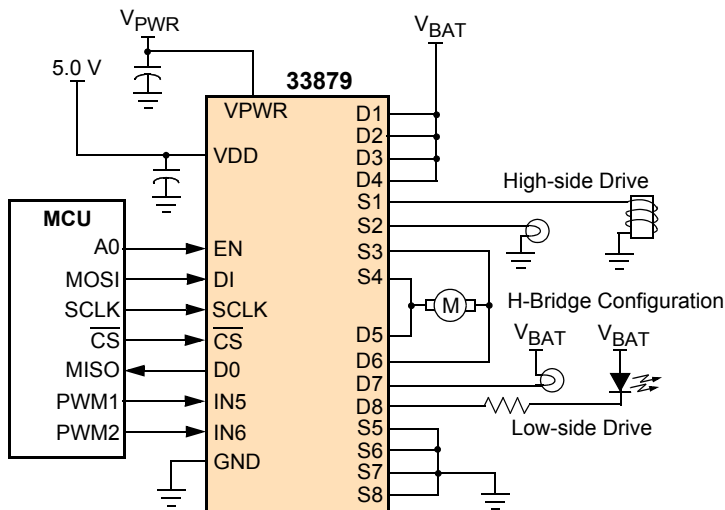 VPWR
5.0 V
33879
VBAT
VPWR
VDD
D1
D2
D3
D4
S1
S2
S3
S4
D5
D6
D7
D8
S5
S6
S7
S8
MCU
A0
MOSI
SCLK
CS
MISO
PWM1
PWM2
EN
DI
SCLK
CS
D0
IN5
IN6
GND
High-side Drive
M
H-Bridge Configuration
VBAT
VBAT
Low-side Drive